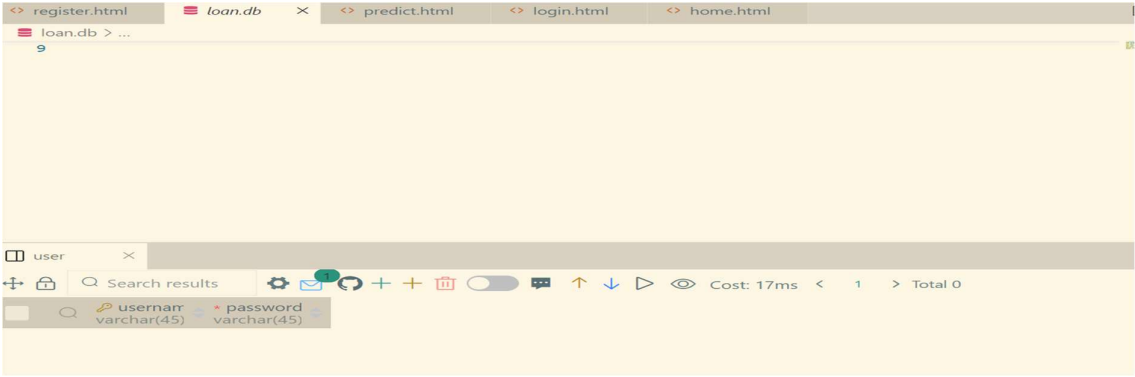 <> register.html loan.db × <> predict.html <> login.html <> home.html
loan.db > ...
9
user ×
Search results 1 Cost: 17ms < 1 > Total 0
usernam * password
varchar(45) varchar(45)